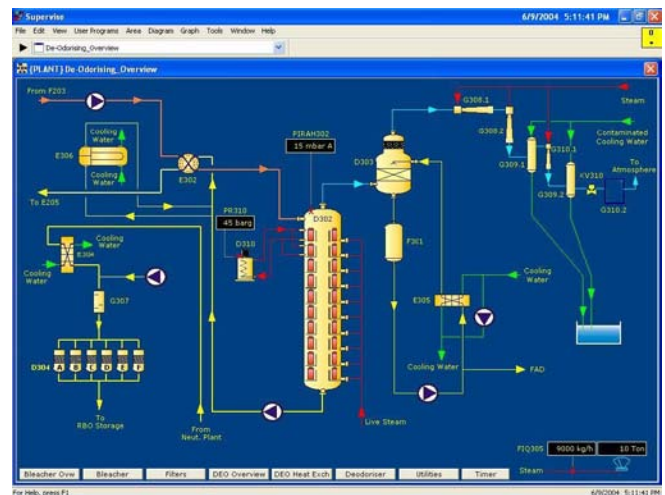 Supervise
6/9/2004 5:11:41 PM
File Edit View User Programs Area Diagram Graph Tools Window Help
De-Odorising_Overview
{PLANT} De-Odorising_Overview
From F203
Cooling
Water
E306
Cooling
Water
To E205
E302
PIRAH302
15 mbar A
PR310
45 barg
D310
D302
D303
F301
G308.1
G308.2
G309.1
G310.1
G309.2
KV310
G310.2
Steam
Contaminated
Cooling Water
To
Atmosphere
Cooling
Water
E304
Cooling
Water
G307
D304
A B C D E F
To
RBO Storage
From
Neut. Plant
Live Steam
E305
Cooling
Water
Cooling Water
FAD
FIQ305
9000 kg/h
10 Ton
Steam
Bleacher Ovw
Bleacher
Filters
DEO Overview
DEO Heat Exch
Deodoriser
Utilities
Timer
For Help, press F1
6/9/2004 5:11:41 PM